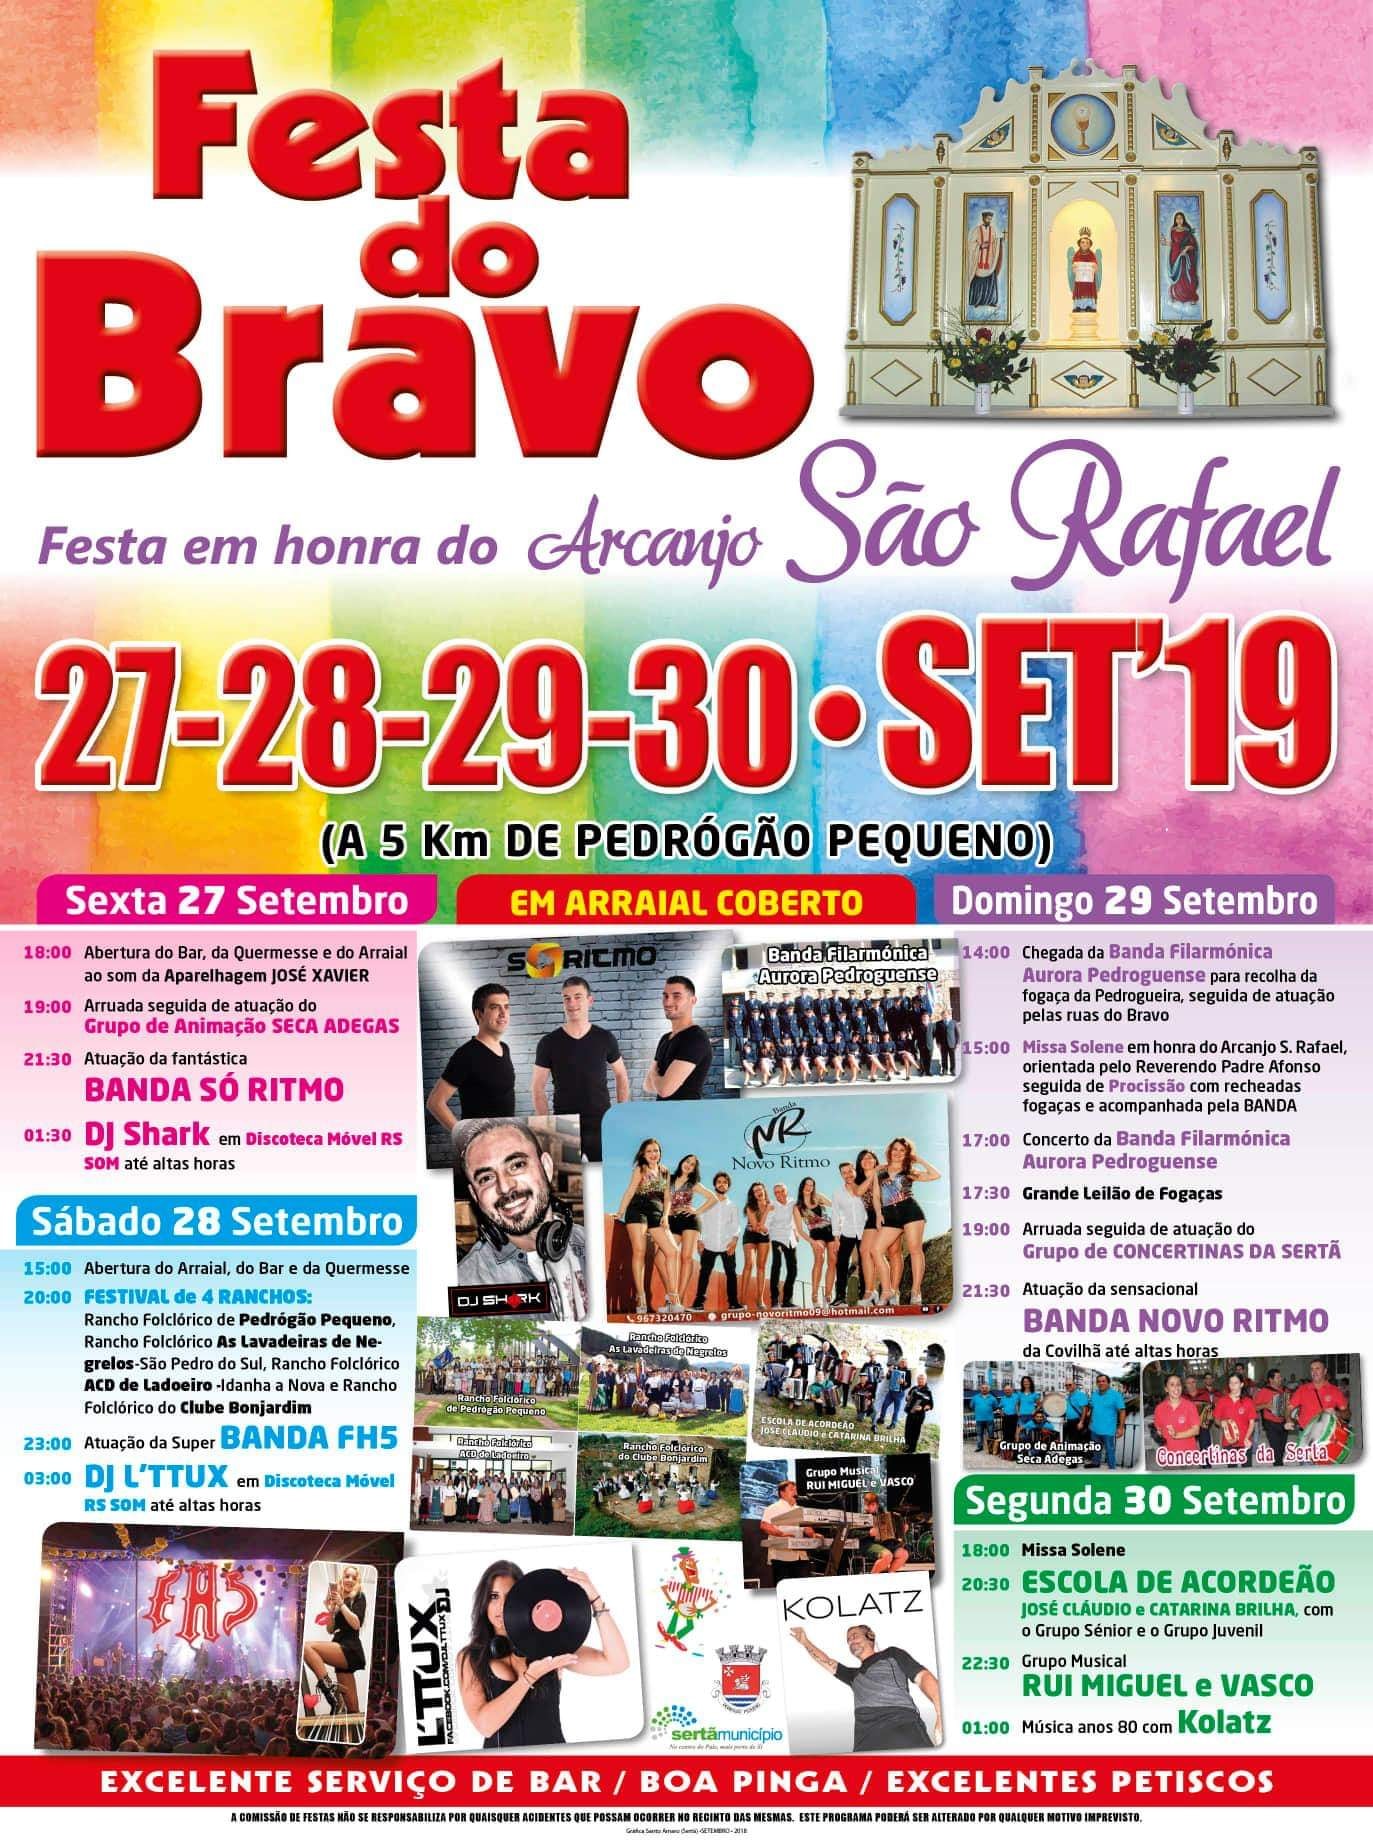 Festa
do
Bravo
Festa em honra do Arcanjo São Rafael
27-28-29-30 • SET'19
(A 5 Km DE PEDRÓGÃO PEQUENO)
Sexta 27 Setembro
18:00 Abertura do Bar, da Quermesse e do Arraial
ao som da Aparelhagem JOSÉ XAVIER
19:00 Arruada seguida de atuação do
Grupo de Animação SECA ADEGAS
21:30 Atuação da fantástica
BANDA SÓ RITMO
01:30 DJ Shark em Discoteca Móvel RS
SOM até altas horas
Sábado 28 Setembro
15:00 Abertura do Arraial, do Bar e da Quermesse
20:00 FESTIVAL de 4 RANCHOS:
Rancho Folclórico de Pedrógão Pequeno,
Rancho Folclórico As Lavadeiras de Ne-
grelos-São Pedro do Sul, Rancho Folclórico
ACD de Ladoeiro -Idanha a Nova e Rancho
Folclórico do Clube Bonjardim
23:00 Atuação da Super BANDA FH5
03:00 DJ L'TTUX em Discoteca Móvel
RS SOM até altas horas
EM ARRAIAL COBERTO
SÓ RITMO
Banda Filarmónica
Aurora Pedroguense
DJ SHARK
Banda
NR
Novo Ritmo
967320470 grupo-novoritmo09@hotmail.com
Rancho Folclórico
de Pedrógão Pequeno
Rancho Folclórico
As Lavadeiras de Negrelos
ESCOLA DE ACORDEÃO
JOSÉ CLÁUDIO e CATARINA BRILHA
Rancho Folclórico
ACD do Ladoeiro
Rancho Folclórico
do Clube Bonjardim
Grupo Musical
RUI MIGUEL e VASCO
FH5
L'TTUX DJ
FACEBOOK.COM/DJLTTUX
KOLATZ
sertãmunicípio
No centro do País, mais perto de Si
Domingo 29 Setembro
14:00 Chegada da Banda Filarmónica
Aurora Pedroguense para recolha da
fogaça da Pedrogueira, seguida de atuação
pelas ruas do Bravo
15:00 Missa Solene em honra do Arcanjo S. Rafael,
orientada pelo Reverendo Padre Afonso
seguida de Procissão com recheadas
fogaças e acompanhada pela BANDA
17:00 Concerto da Banda Filarmónica
Aurora Pedroguense
17:30 Grande Leilão de Fogaças
19:00 Arruada seguida de atuação do
Grupo de CONCERTINAS DA SERTÃ
21:30 Atuação da sensacional
BANDA NOVO RITMO
da Covilhã até altas horas
Grupo de Animação
Seca Adegas
Concertinas da Serta
Segunda 30 Setembro
18:00 Missa Solene
20:30 ESCOLA DE ACORDEÃO
JOSÉ CLÁUDIO e CATARINA BRILHA, com
o Grupo Sénior e o Grupo Juvenil
22:30 Grupo Musical
RUI MIGUEL e VASCO
01:00 Música anos 80 com Kolatz
EXCELENTE SERVIÇO DE BAR / BOA PINGA / EXCELENTES PETISCOS
A COMISSÃO DE FESTAS NÃO SE RESPONSABILIZA POR QUAISQUER ACIDENTES QUE POSSAM OCORRER NO RECINTO DAS MESMAS. ESTE PROGRAMA PODERÁ SER ALTERADO POR QUALQUER MOTIVO IMPREVISTO.
Gráfica Santo Amaro (Sertã) • SETEMBRO • 2018